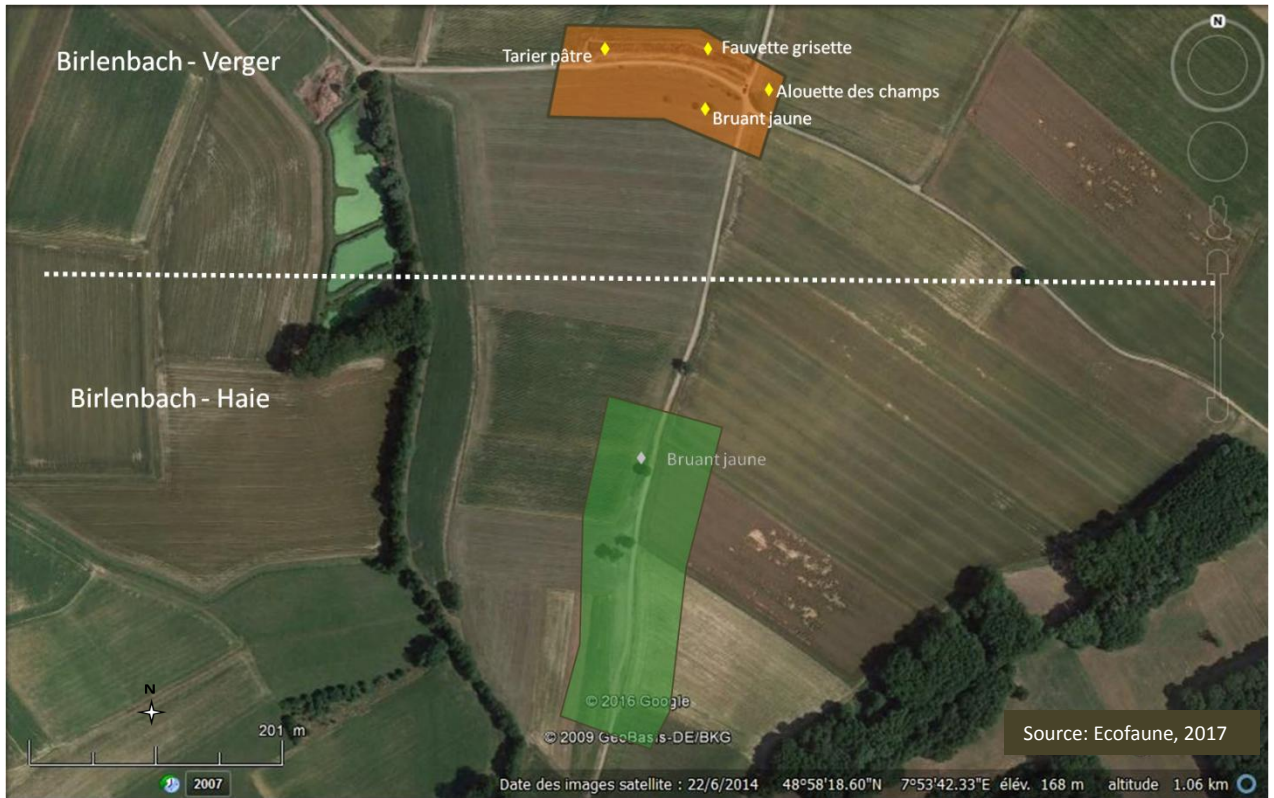 N
Birlenbach - Verger
Tarier pâtre
Fauvette grisette
Alouette des champs
Bruant jaune
Birlenbach - Haie
Bruant jaune
N
201 m
© 2016 Google
© 2009 GeoBasis-DE/BKG
Source: Ecofaune, 2017
2007
Date des images satellite : 22/6/2014 48°58'18.60"N 7°53'42.33"E élév. 168 m altitude 1.06 km